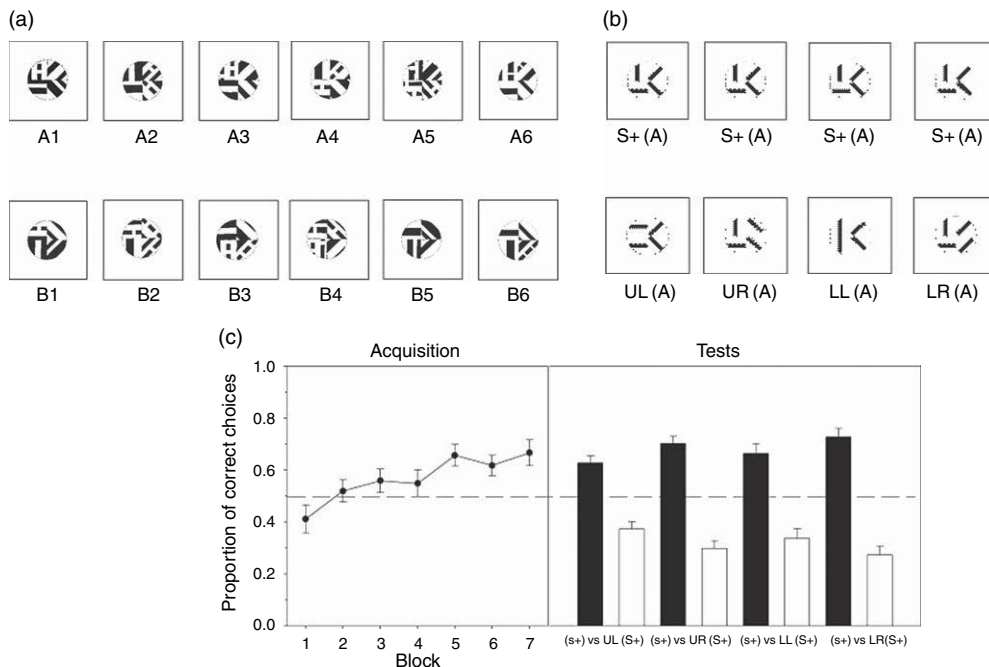 (a)
A1 A2 A3 A4 A5 A6
B1 B2 B3 B4 B5 B6
(b)
S+ (A) S+ (A) S+ (A) S+ (A)
UL (A) UR (A) LL (A) LR (A)
(c)
Acquisition Tests
Proportion of correct choices
1.0
0.8
0.6
0.4
0.2
0.0
1 2 3 4 5 6 7
Block
(s+) vs UL (S+) (s+) vs UR (S+) (s+) vs LL (S+) (s+) vs LR(S+)